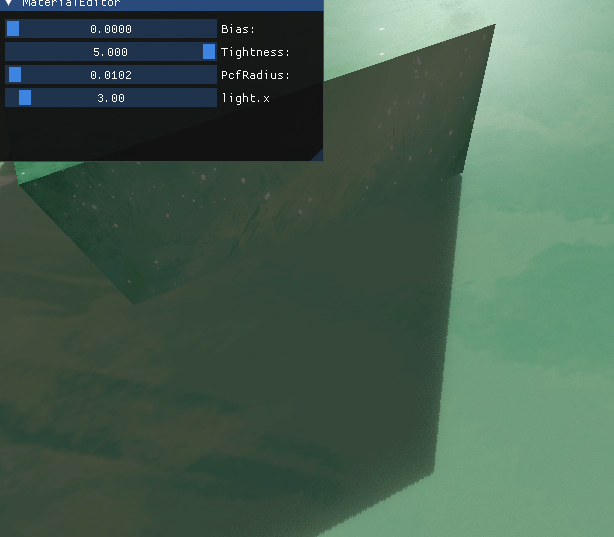 MaterialEditor
0.0000 Bias:
5.000 Tightness:
0.0102 PcfRadius:
3.00 light.x